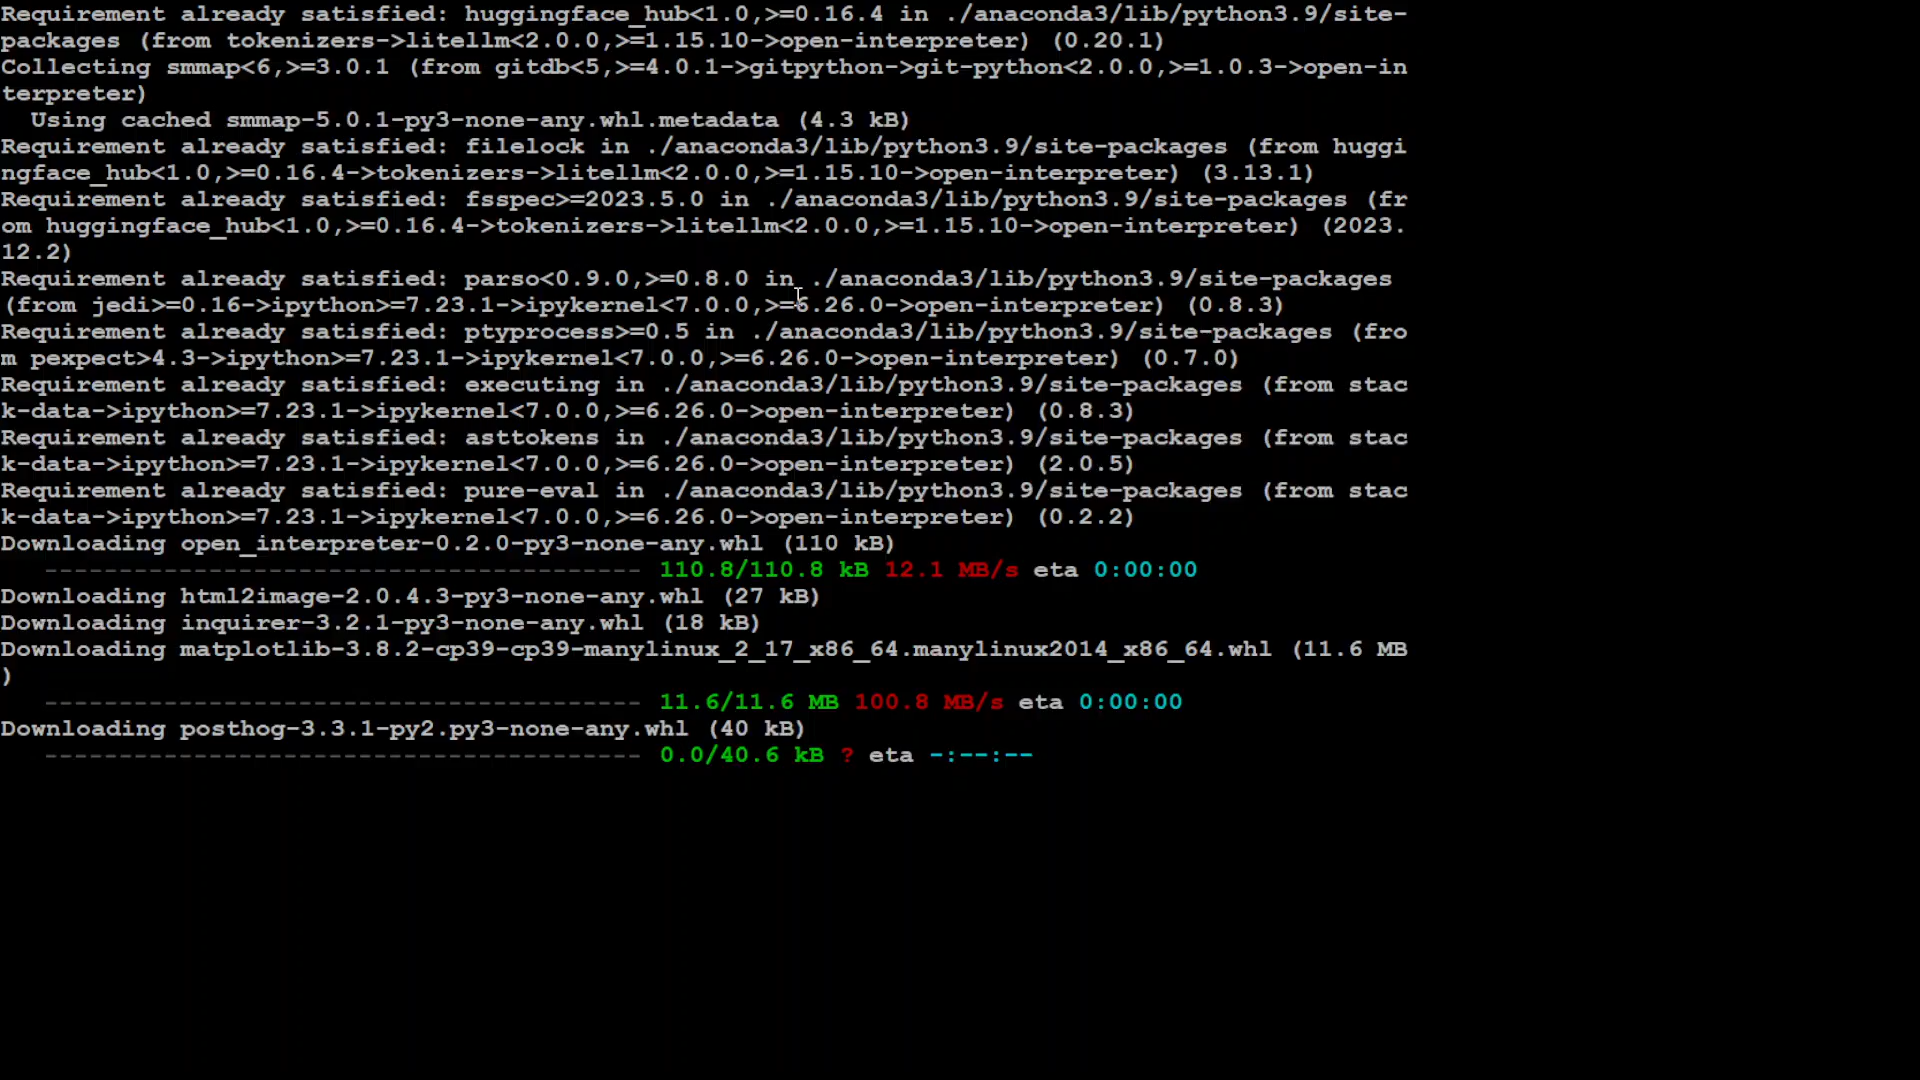 Requirement already satisfied: huggingface_hub<1.0,>=0.16.4 in ./anaconda3/lib/python3.9/site-
packages (from tokenizers->litellm<2.0.0,>=1.15.10->open-interpreter) (0.20.1)
Collecting smmap<6,>=3.0.1 (from gitdb<5,>=4.0.1->gitpython->git-python<2.0.0,>=1.0.3->open-in
terpreter)
  Using cached smmap-5.0.1-py3-none-any.whl.metadata (4.3 kB)
Requirement already satisfied: filelock in ./anaconda3/lib/python3.9/site-packages (from huggi
ngface_hub<1.0,>=0.16.4->tokenizers->litellm<2.0.0,>=1.15.10->open-interpreter) (3.13.1)
Requirement already satisfied: fsspec>=2023.5.0 in ./anaconda3/lib/python3.9/site-packages (fr
om huggingface_hub<1.0,>=0.16.4->tokenizers->litellm<2.0.0,>=1.15.10->open-interpreter) (2023.
12.2)
Requirement already satisfied: parso<0.9.0,>=0.8.0 in ./anaconda3/lib/python3.9/site-packages
(from jedi>=0.16->ipython>=7.23.1->ipykernel<7.0.0,>=6.26.0->open-interpreter) (0.8.3)
Requirement already satisfied: ptyprocess>=0.5 in ./anaconda3/lib/python3.9/site-packages (fro
m pexpect>4.3->ipython>=7.23.1->ipykernel<7.0.0,>=6.26.0->open-interpreter) (0.7.0)
Requirement already satisfied: executing in ./anaconda3/lib/python3.9/site-packages (from stac
k-data->ipython>=7.23.1->ipykernel<7.0.0,>=6.26.0->open-interpreter) (0.8.3)
Requirement already satisfied: asttokens in ./anaconda3/lib/python3.9/site-packages (from stac
k-data->ipython>=7.23.1->ipykernel<7.0.0,>=6.26.0->open-interpreter) (2.0.5)
Requirement already satisfied: pure-eval in ./anaconda3/lib/python3.9/site-packages (from stac
k-data->ipython>=7.23.1->ipykernel<7.0.0,>=6.26.0->open-interpreter) (0.2.2)
Downloading open_interpreter-0.2.0-py3-none-any.whl (110 kB)
   ---------------------------------------- 110.8/110.8 kB 12.1 MB/s eta 0:00:00
Downloading html2image-2.0.4.3-py3-none-any.whl (27 kB)
Downloading inquirer-3.2.1-py3-none-any.whl (18 kB)
Downloading matplotlib-3.8.2-cp39-cp39-manylinux_2_17_x86_64.manylinux2014_x86_64.whl (11.6 MB
)
   ---------------------------------------- 11.6/11.6 MB 100.8 MB/s eta 0:00:00
Downloading posthog-3.3.1-py2.py3-none-any.whl (40 kB)
   ---------------------------------------- 0.0/40.6 kB ? eta -:--:--